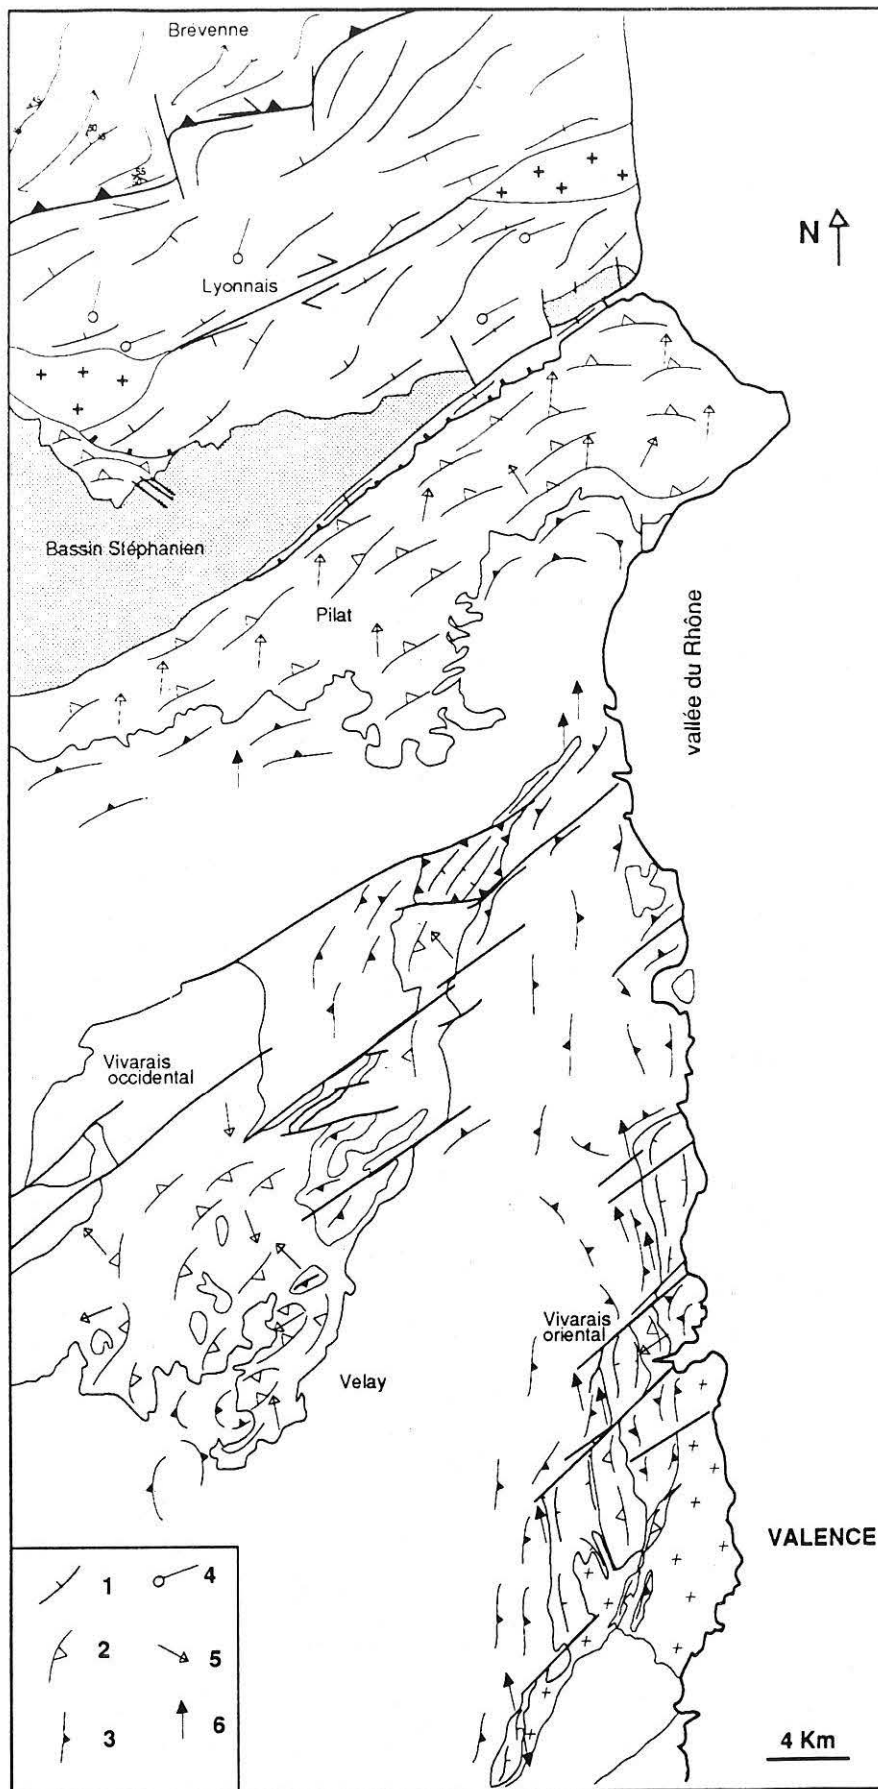 Brévenne
N
Lyonnais
Bassin Stéphanien
Pilat
vallée du Rhône
Vivarais
occidental
Vivarais
oriental
Velay
VALENCE
1
4
2
5
3
6
4 Km